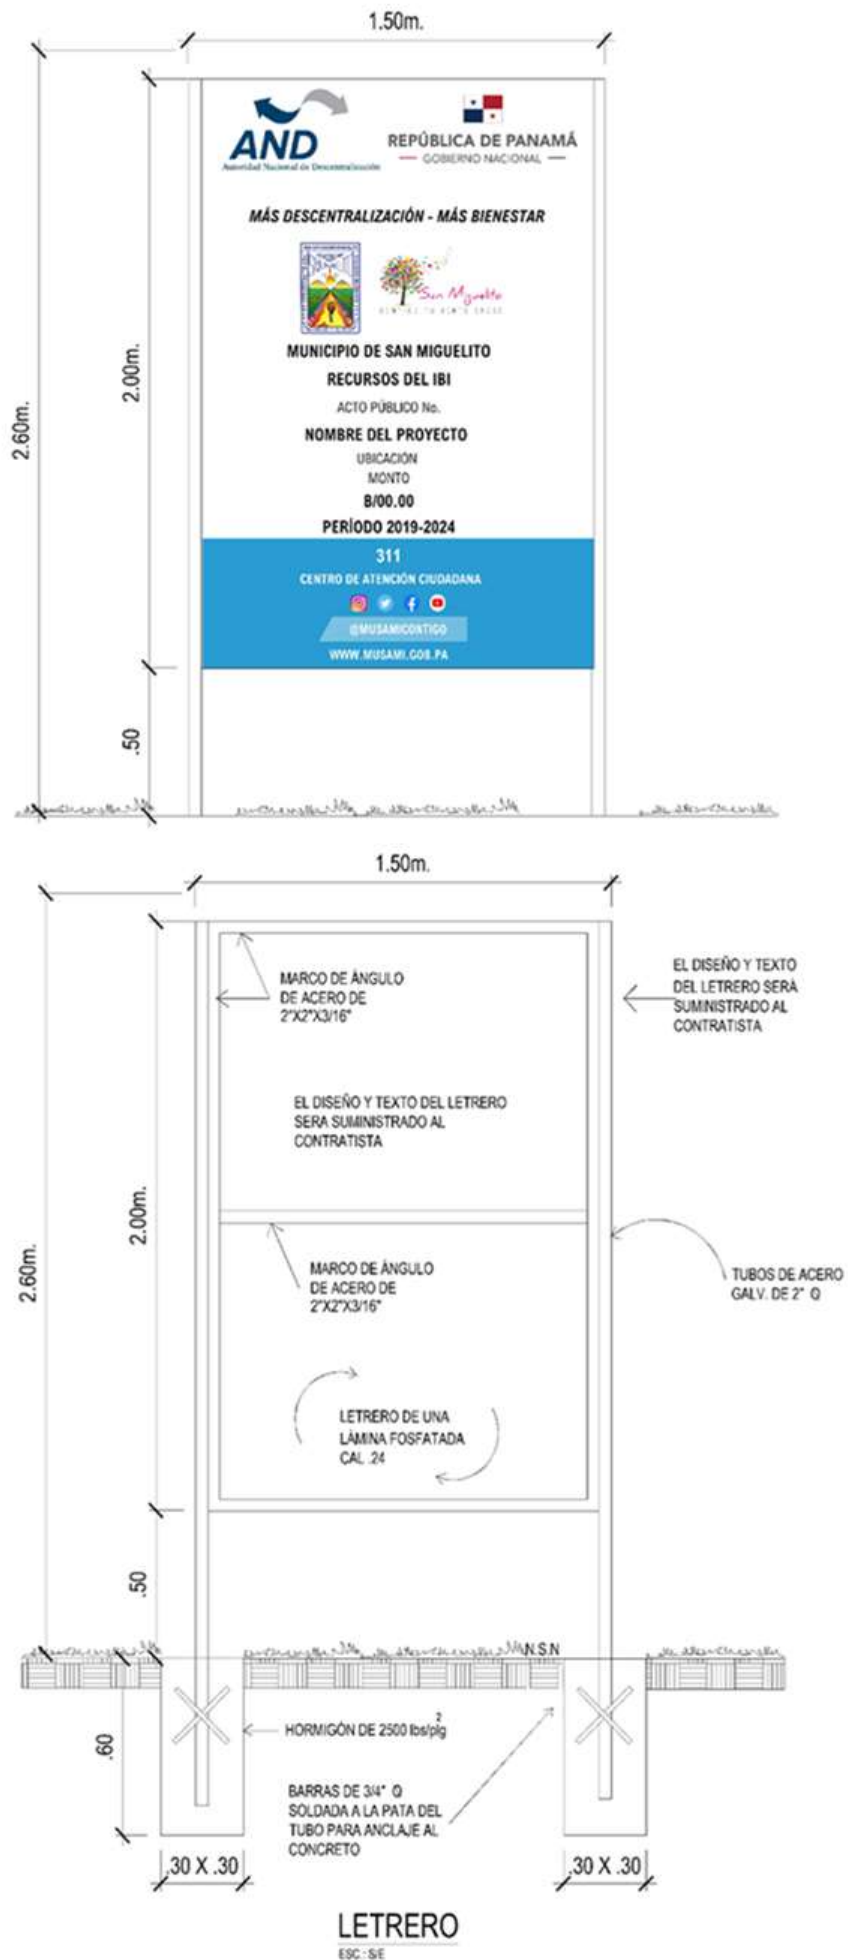 1.50m.
AND
Autoridad Nacional de Descentralización
REPÚBLICA DE PANAMÁ
GOBIERNO NACIONAL
MÁS DESCENTRALIZACIÓN - MÁS BIENESTAR
San Miguelito
MUNICIPIO DE SAN MIGUELITO
RECURSOS DEL IBI
ACTO PÚBLICO No.
NOMBRE DEL PROYECTO
UBICACIÓN
MONTO
B/00.00
PERÍODO 2019-2024
311
CENTRO DE ATENCIÓN CIUDADANA
@MUSAMICONTIGO
WWW.MUSAMI.GOB.PA
2.00m.
2.60m.
.50
1.50m.
MARCO DE ÁNGULO
DE ACERO DE
2"X2"X3/16"
EL DISEÑO Y TEXTO
DEL LETRERO SERÁ
SUMINISTRADO AL
CONTRATISTA
EL DISEÑO Y TEXTO DEL LETRERO
SERA SUMINISTRADO AL
CONTRATISTA
2.00m.
2.60m.
MARCO DE ÁNGULO
DE ACERO DE
2"X2"X3/16"
TUBOS DE ACERO
GALV. DE 2" Q
LETRERO DE UNA
LÁMINA FOSFATADA
CAL .24
.50
N.S.N
.60
HORMIGÓN DE 2500 lbs/plg²
BARRAS DE 3/4" Q
SOLDADA A LA PATA DEL
TUBO PARA ANCLAJE AL
CONCRETO
.30 X .30
.30 X .30
LETRERO
ESC : S/E